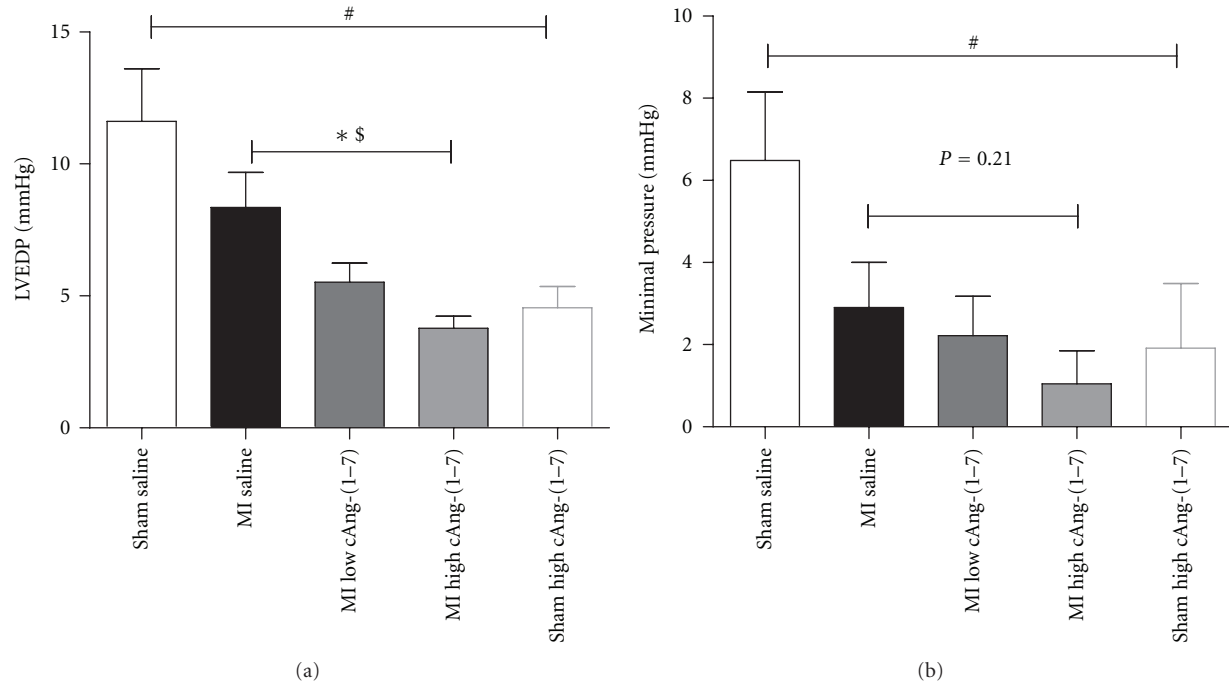 15
10
5
0
LVEDP (mmHg)
#
∗ $
Sham saline
MI saline
MI low cAng-(1–7)
MI high cAng-(1–7)
Sham high cAng-(1–7)
(a)
10
8
6
4
2
0
Minimal pressure (mmHg)
#
P = 0.21
Sham saline
MI saline
MI low cAng-(1–7)
MI high cAng-(1–7)
Sham high cAng-(1–7)
(b)